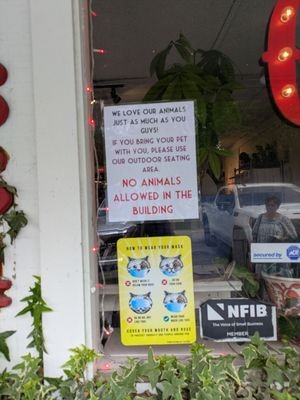 WE LOVE OUR ANIMALS
JUST AS MUCH AS YOU
GUYS!
IF YOU BRING YOUR PET
WITH YOU, PLEASE USE
OUR OUTDOOR SEATING
AREA.
NO ANIMALS
ALLOWED IN THE
BUILDING
HOW TO WEAR YOUR MASK
COVER YOUR MOUTH AND NOSE
secured by
ADT
NFIB
The Voice of Small Business.
MEMBER